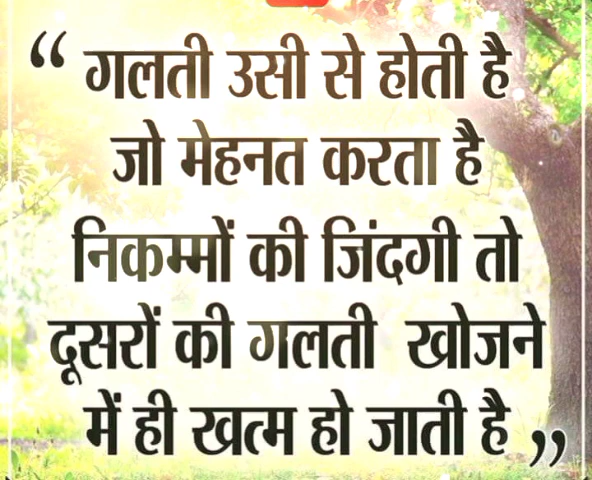 “ गलती उसी से होती है
जो मेहनत करता है
निकम्मों की जिंदगी तो
दूसरों की गलती खोजने
में ही खत्म हो जाती है ”